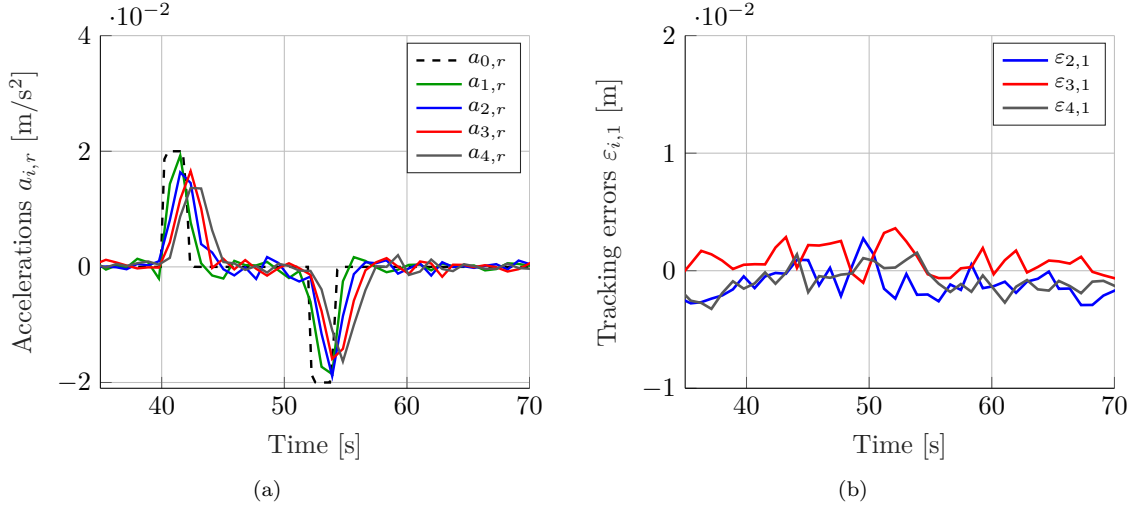 ·10⁻²
4
2
0
−2
40
50
60
70
Time [s]
Accelerations a_{i,r} [m/s²]
a_{0,r}
a_{1,r}
a_{2,r}
a_{3,r}
a_{4,r}
(a)
·10⁻²
2
1
0
−1
40
50
60
70
Time [s]
Tracking errors ε_{i,1} [m]
ε_{2,1}
ε_{3,1}
ε_{4,1}
(b)